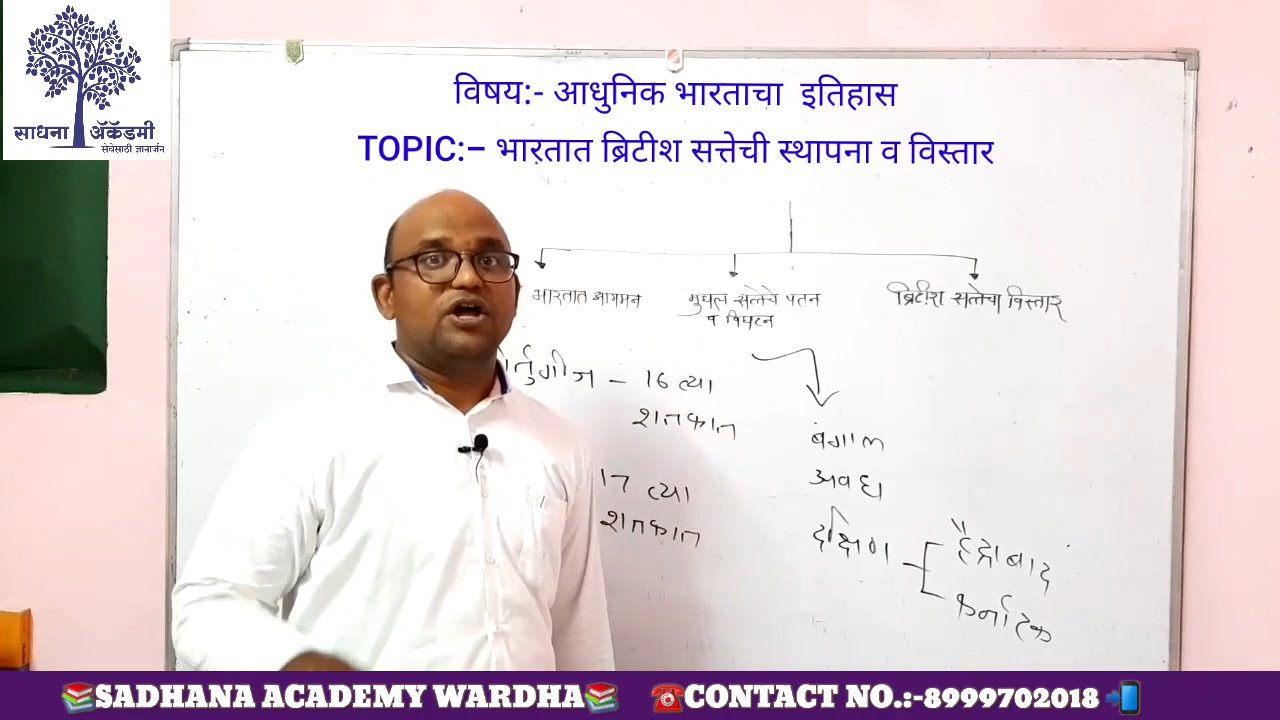 साधना अ‍ॅकॅडमी
सेवेसाठी ज्ञानार्जन
विषय:- आधुनिक भारताचा इतिहास
TOPIC:– भारतात ब्रिटीश सत्तेची स्थापना व विस्तार
भारतात आगमन
मुघल सत्तेचे पतन
व विघटन
ब्रिटीश सत्तेचा विस्तार
र्तुगीज – 16 त्या
शतकात
17 त्या
शतकात
बंगाल
अवध
दक्षिण
हैद्राबाद
कर्नाटक
SADHANA ACADEMY WARDHA
CONTACT NO.:-8999702018